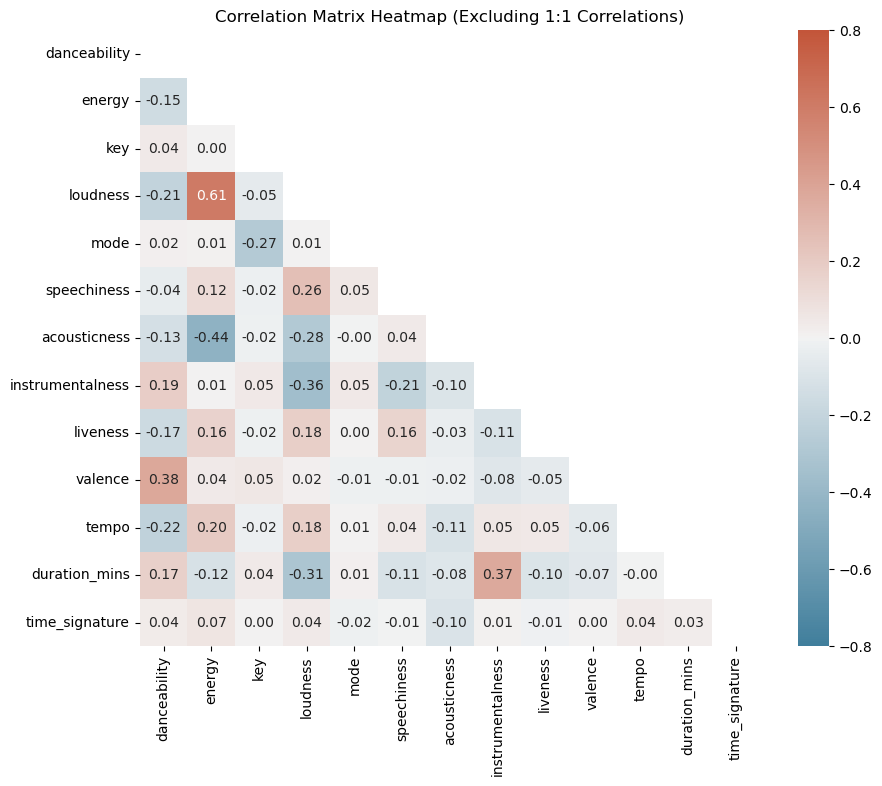 Correlation Matrix Heatmap (Excluding 1:1 Correlations)
danceability
energy -0.15
key 0.04 0.00
loudness -0.21 0.61 -0.05
mode 0.02 0.01 -0.27 0.01
speechiness -0.04 0.12 -0.02 0.26 0.05
acousticness -0.13 -0.44 -0.02 -0.28 -0.00 0.04
instrumentalness 0.19 0.01 0.05 -0.36 0.05 -0.21 -0.10
liveness -0.17 0.16 -0.02 0.18 0.00 0.16 -0.03 -0.11
valence 0.38 0.04 0.05 0.02 -0.01 -0.01 -0.02 -0.08 -0.05
tempo -0.22 0.20 -0.02 0.18 0.01 0.04 -0.11 0.05 0.05 -0.06
duration_mins 0.17 -0.12 0.04 -0.31 0.01 -0.11 -0.08 0.37 -0.10 -0.07 -0.00
time_signature 0.04 0.07 0.00 0.04 -0.02 -0.01 -0.10 0.01 -0.01 0.00 0.04 0.03
danceability
energy
key
loudness
mode
speechiness
acousticness
instrumentalness
liveness
valence
tempo
duration_mins
time_signature
0.8
0.6
0.4
0.2
0.0
−0.2
−0.4
−0.6
−0.8